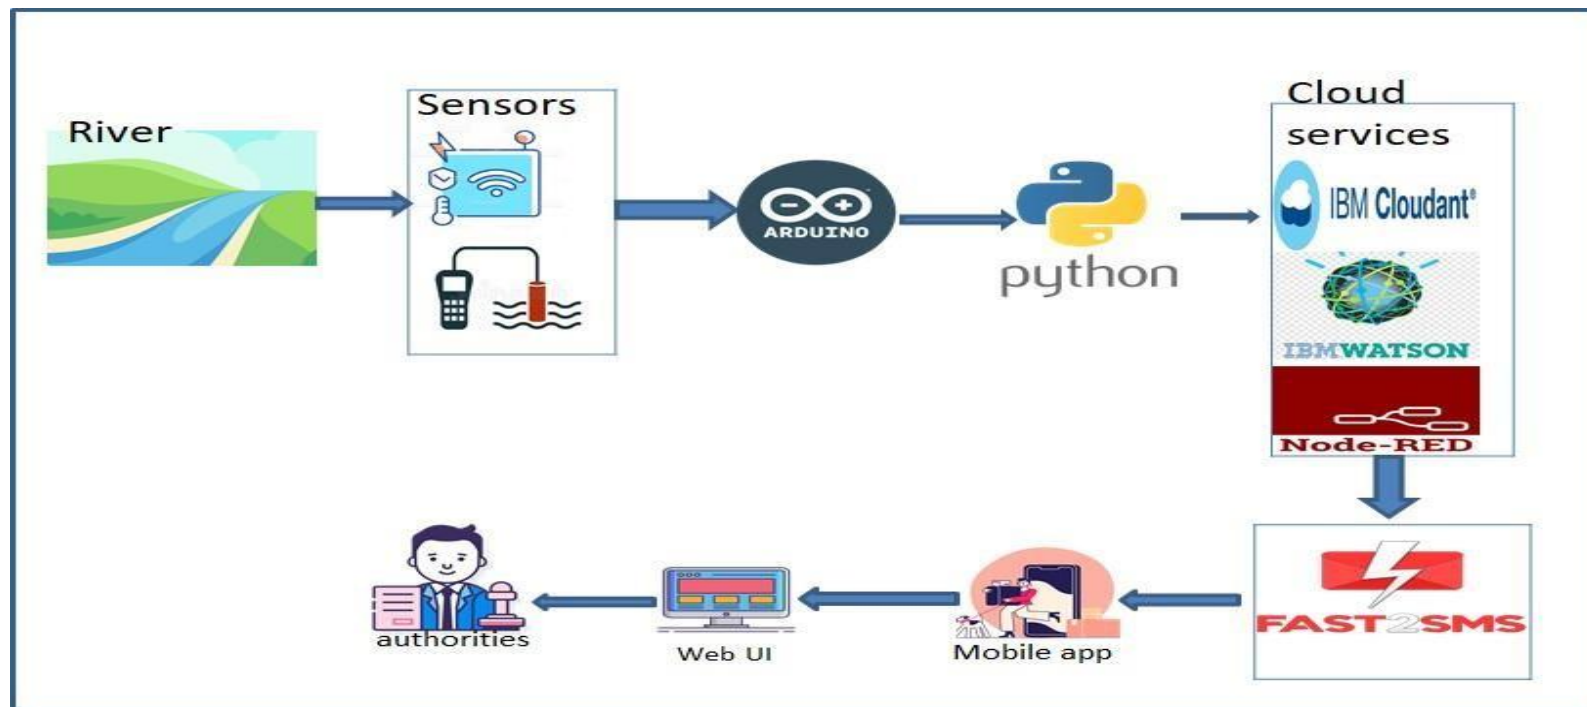 River
Sensors
ARDUINO
python
Cloud
services
IBM Cloudant®
IBMWATSON
Node-RED
FAST2SMS
Mobile app
Web UI
authorities